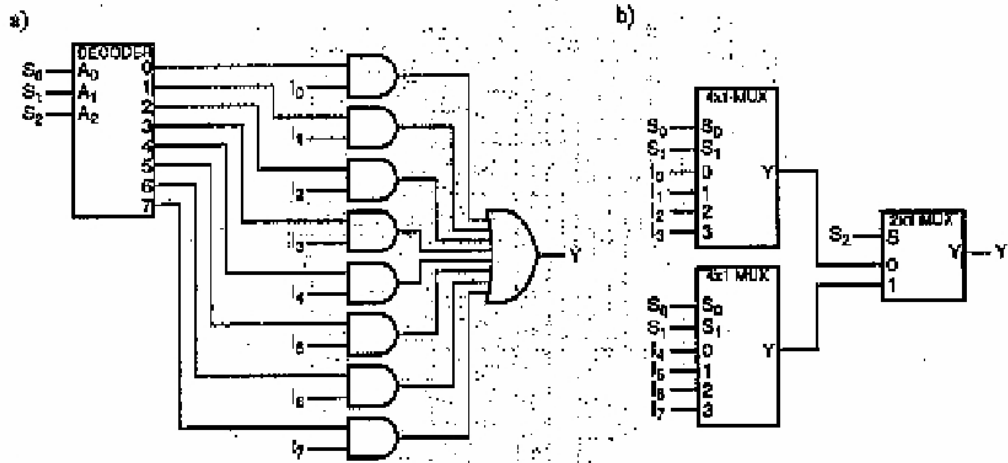 a)
DECODER
S0 A0 0
S1 A1 1
S2 A2 2
3
4
5
6
7
I0
I1
I2
I3
I4
I5
I6
I7
Y
b)
4x1 MUX
S0 S0
S1 S1
I0 0 Y
I1 1
I2 2
I3 3
4x1 MUX
S0 S0
S1 S1
I4 0 Y
I5 1
I6 2
I7 3
2x1 MUX
S2 S
0 Y Y
1